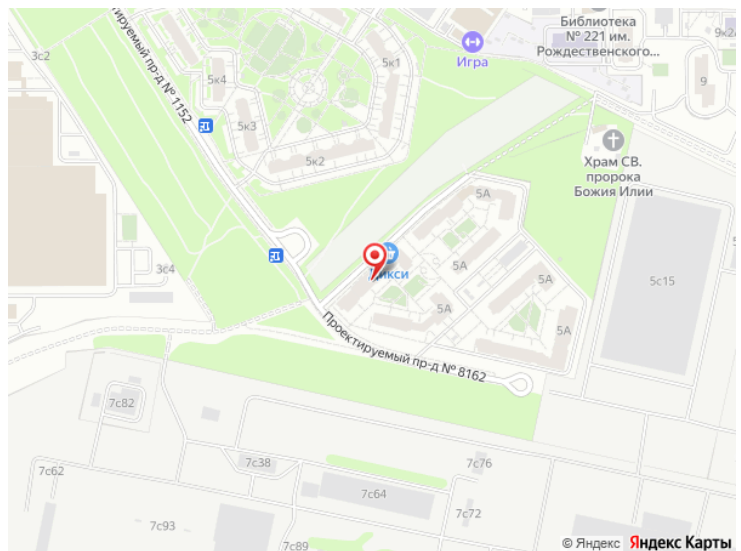 3с2
Проектируемый пр-д № 1152
5к4
5к3
5к1
5к2
Игра
Библиотека
№ 221 им.
Рождественского...
9к2
9
Храм СВ.
пророка
Божия Илии
5А
5А
5А
5А
5А
Дикси
3с4
5с15
Проектируемый пр-д № 8162
7с82
7с62
7с38
7с76
7с64
7с72
7с93
7с89
© Яндекс Яндекс Карты